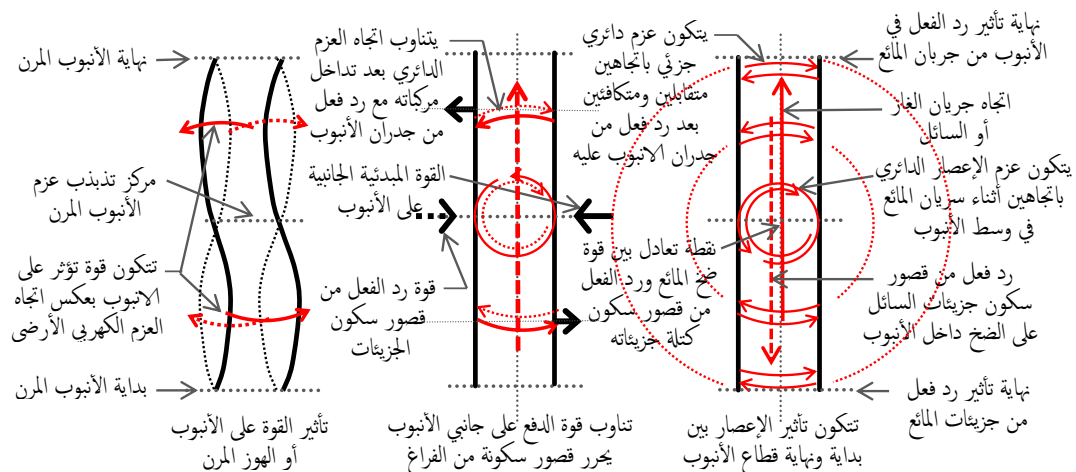 نهاية تأثير رد الفعل في
الأنبوب من جربان المائع
اتجاه جريان الغاز
أو السائل
يتكون عزم الإعصار الدائري
باتجاهين أثناء سريان المائع
في وسط الأنبوب
رد فعل من قصور
سكون جزيئات السائل
على الضخ داخل الأنبوب
نهاية تأثير رد فعل
من جزيئات المائع
تتكون تأثير الإعصار بين
بداية ونهاية قطاع الأنبوب
يتكون عزم دائري
جزئي باتجاهين
متقابلين ومتكافئين
بعد رد فعل من
جدران الانبوب عليه
نقطة تعادل بين قوة
ضخ المائع ورد الفعل
من قصور سكون
كتلة جزيئاته
يتناوب اتجاه العزم
الدائري بعد تداخل
مركباته مع رد فعل
من جدران الأنبوب
القوة المبدئية الجانبية
على الأنبوب
قوة رد الفعل من
قصور سكون
الجزيئات
تناوب قوة الدفع على جانبي الأنبوب
يحرر قصور سكونة من الفراغ
نهاية الأنبوب المرن
مركز تذبذب عزم
الأنبوب المرن
تتكون قوة تؤثر على
الانبوب بعكس اتجاه
العزم الكهربي الأرضى
بداية الأنبوب المرن
تأثير القوة على الأنبوب
أو الهوز المرن